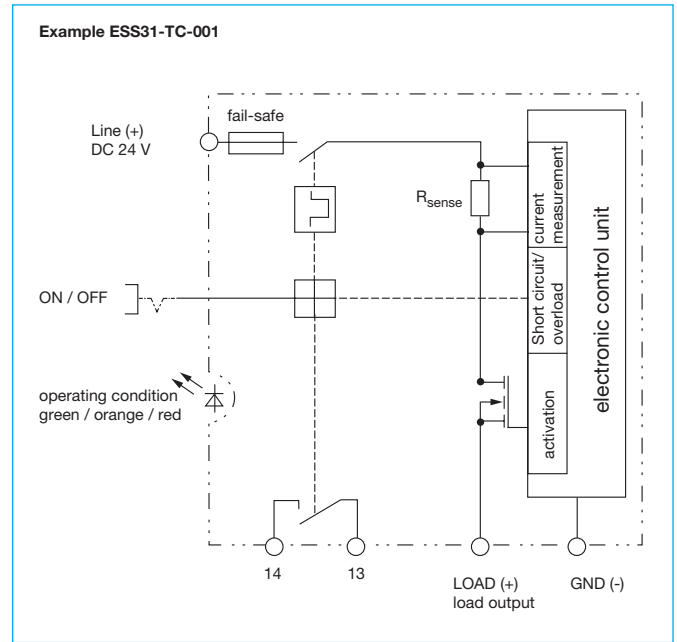 Example ESS31-TC-001
fail-safe
Line (+)
DC 24 V
Rsense
current
measurement
Short circuit/
overload
activation
electronic control unit
ON / OFF
operating condition
green / orange / red
14
13
LOAD (+)
load output
GND (-)